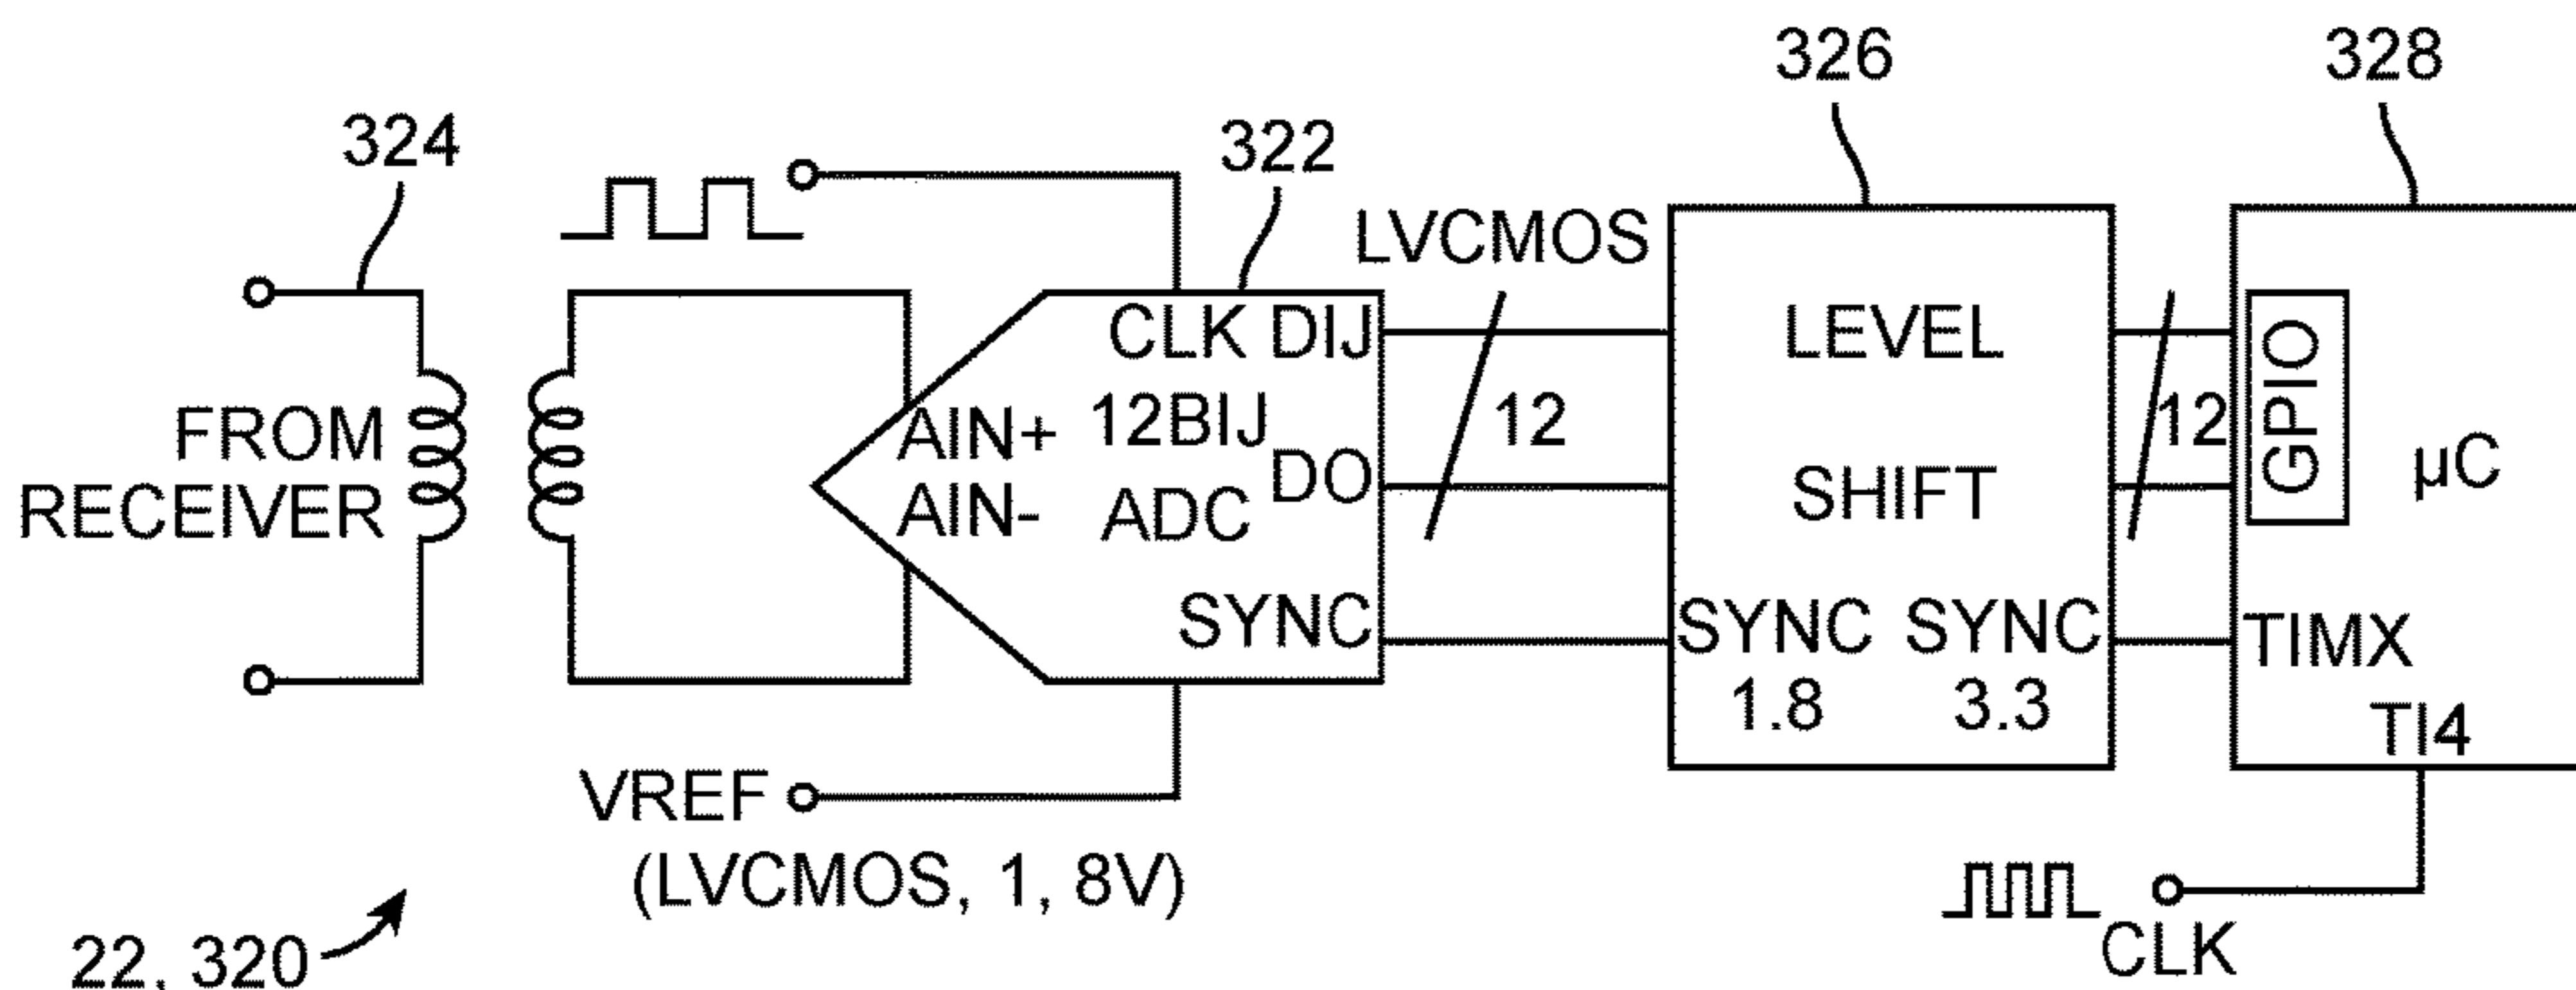 326
328
324
322
LVCMOS
CLK DIJ
LEVEL
12
12
GPIO
FROM
RECEIVER
AIN+
12BIJ
DO
AIN-
ADC
SHIFT
µC
SYNC
SYNC
SYNC
TIMX
1.8
3.3
TI4
VREF
(LVCMOS, 1, 8V)
CLK
22, 320